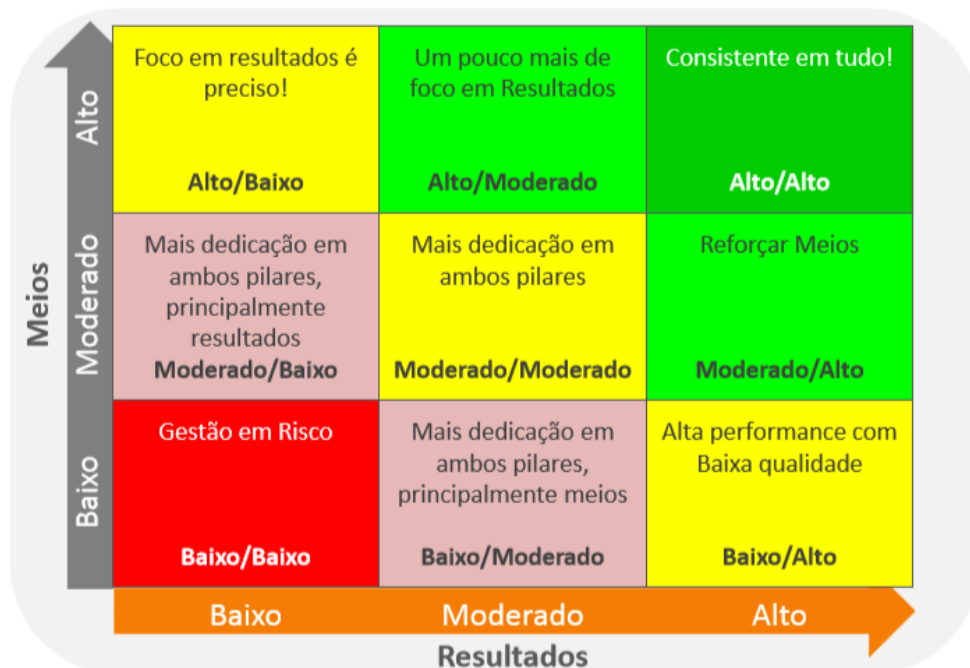 Meios
Alto
Foco em resultados é
preciso!
Alto/Baixo
Um pouco mais de
foco em Resultados
Alto/Moderado
Consistente em tudo!
Alto/Alto
Moderado
Mais dedicação em
ambos pilares,
principalmente
resultados
Moderado/Baixo
Mais dedicação em
ambos pilares
Moderado/Moderado
Reforçar Meios
Moderado/Alto
Baixo
Gestão em Risco
Baixo/Baixo
Mais dedicação em
ambos pilares,
principalmente meios
Baixo/Moderado
Alta performance com
Baixa qualidade
Baixo/Alto
Baixo
Moderado
Alto
Resultados